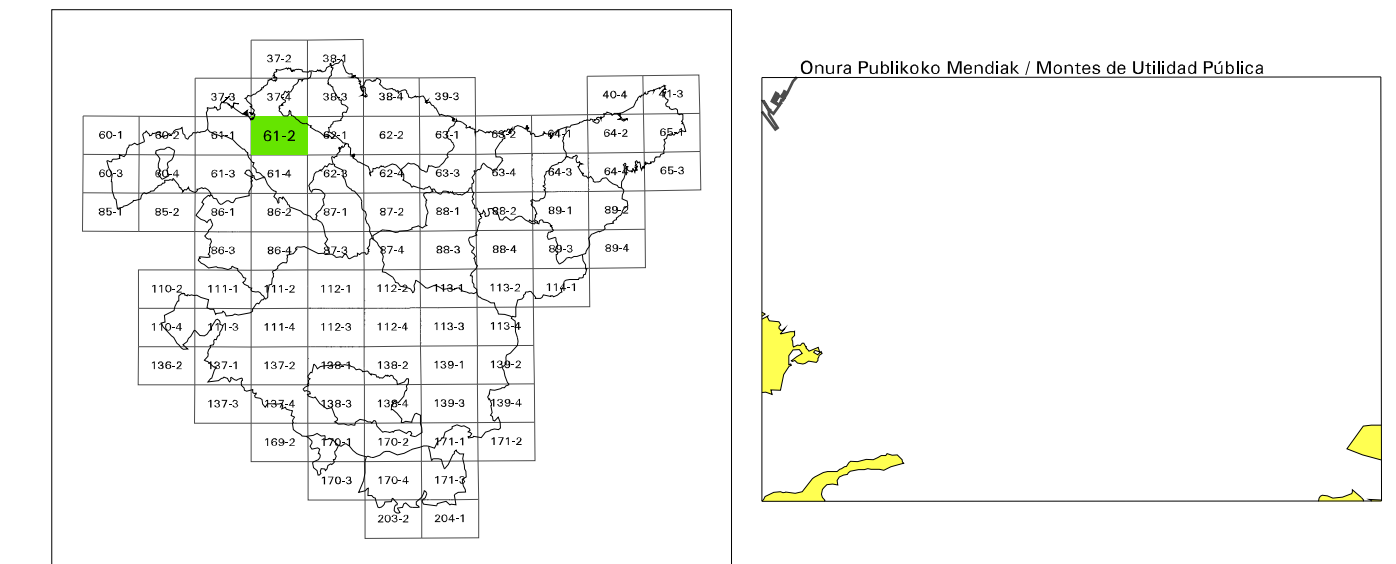 Onura Publikoko Mendiak / Montes de Utilidad Pública
37-2 38-1
37-3 37-4 38-3 38-4 39-3 40-4 41-3
60-1 60-2 61-1 61-2 62-1 62-2 63-1 63-2 64-1 64-2 65-1
60-3 60-4 61-3 61-4 62-3 62-4 63-3 63-4 64-3 64-4 65-3
85-1 85-2 86-1 86-2 87-1 87-2 88-1 88-2 89-1 89-2
86-3 86-4 87-3 87-4 88-3 88-4 89-3 89-4
110-2 111-1 111-2 112-1 112-2 113-1 113-2 114-1
110-4 111-3 111-4 112-3 112-4 113-3 113-4
136-2 137-1 137-2 138-1 138-2 139-1 139-2
137-3 137-4 138-3 138-4 139-3 139-4
169-2 170-1 170-2 171-1 171-2
170-3 170-4 171-3
203-2 204-1